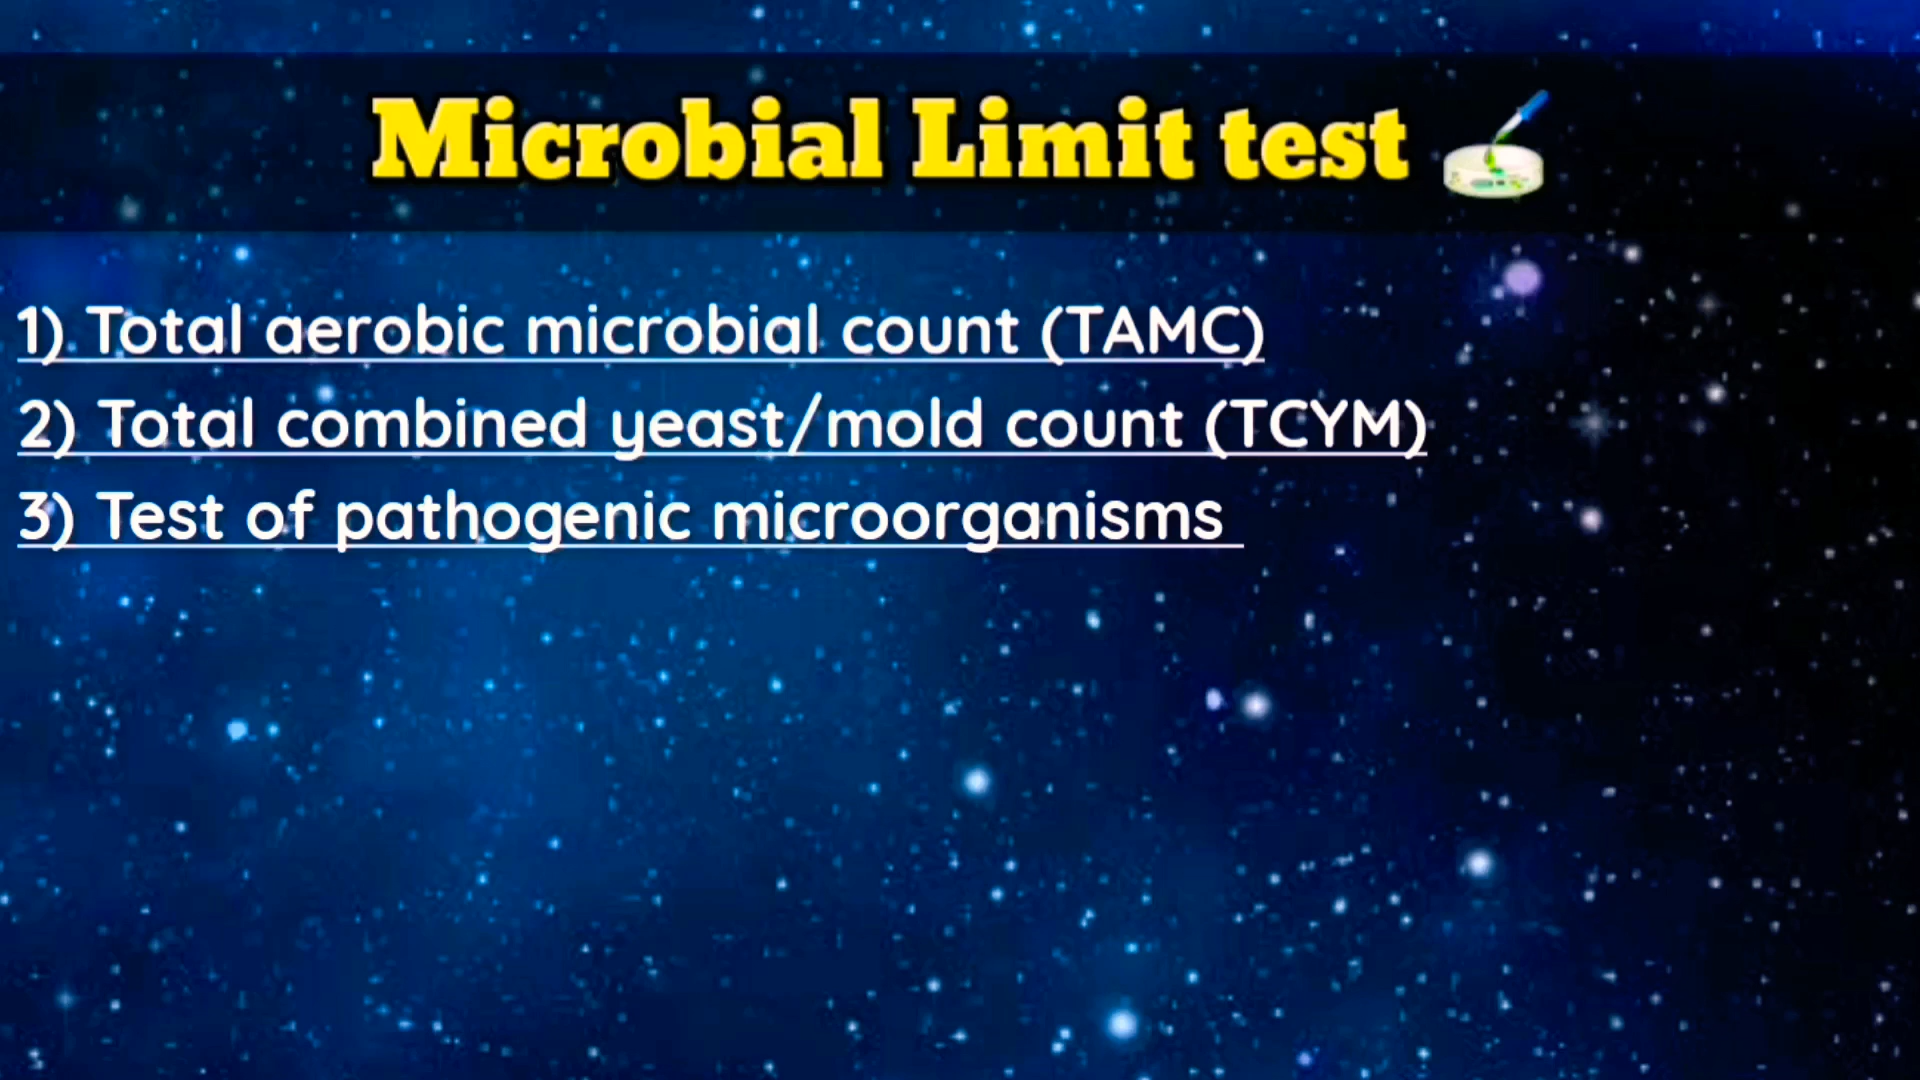 Microbial Limit test
1) Total aerobic microbial count (TAMC)
2) Total combined yeast/mold count (TCYM)
3) Test of pathogenic microorganisms